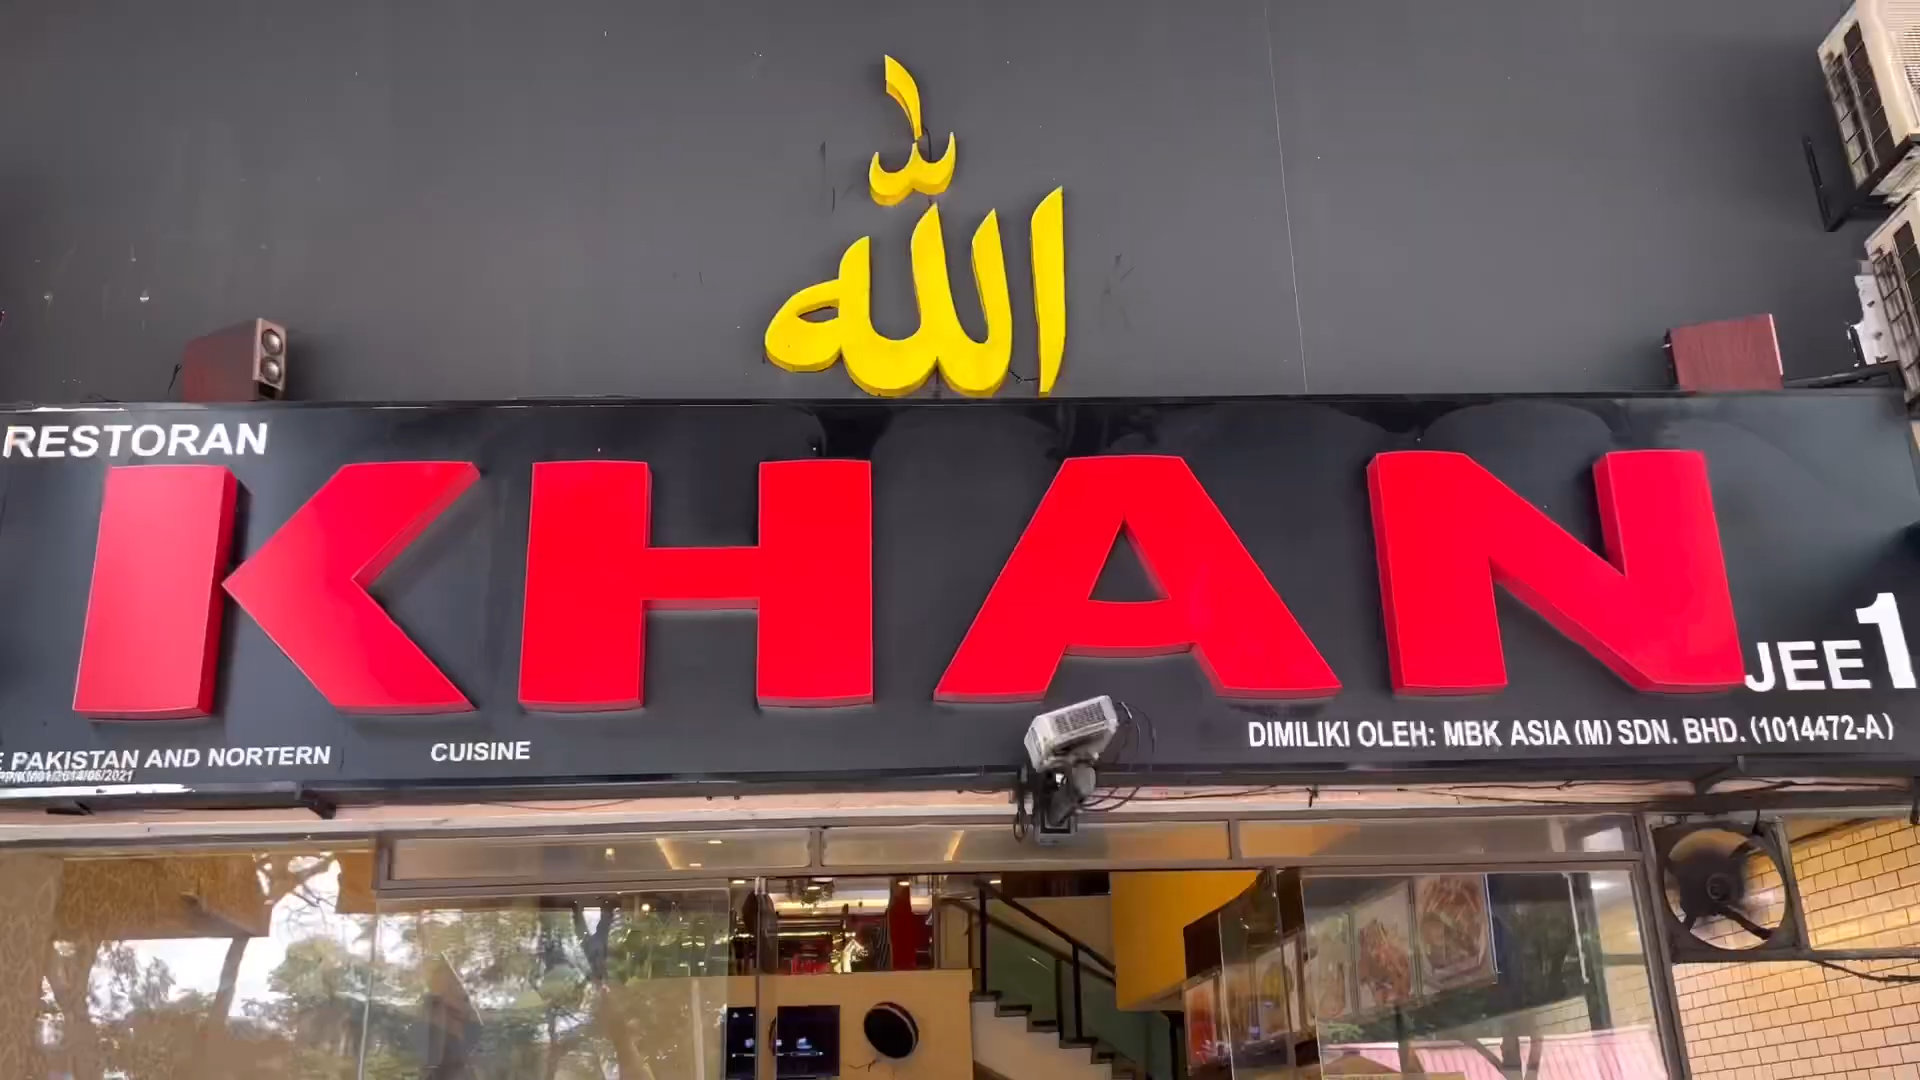 الله
RESTORAN
KHAN
JEE 1
PAKISTAN AND NORTERN CUISINE
DIMILIKI OLEH: MBK ASIA (M) SDN. BHD. (1014472-A)